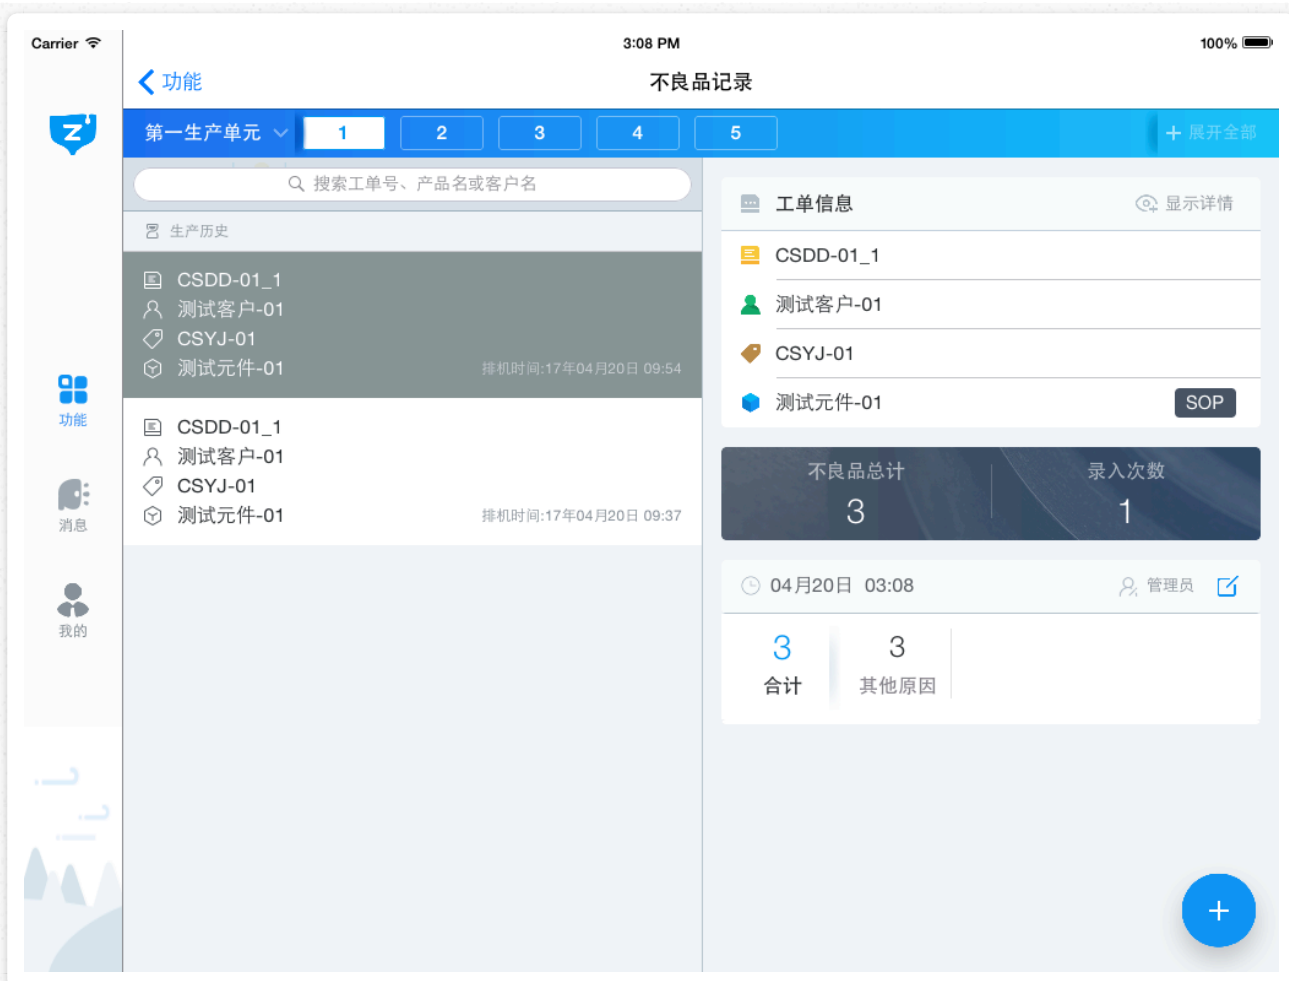 Carrier
3:08 PM
100%
功能
不良品记录
第一生产单元
1
2
3
4
5
+ 展开全部
搜索工单号、产品名或客户名
生产历史
CSDD-01_1
测试客户-01
CSYJ-01
测试元件-01
排机时间:17年04月20日 09:54
CSDD-01_1
测试客户-01
CSYJ-01
测试元件-01
排机时间:17年04月20日 09:37
工单信息
显示详情
CSDD-01_1
测试客户-01
CSYJ-01
测试元件-01
SOP
不良品总计
3
录入次数
1
04月20日 03:08
管理员
3
合计
3
其他原因
功能
消息
我的